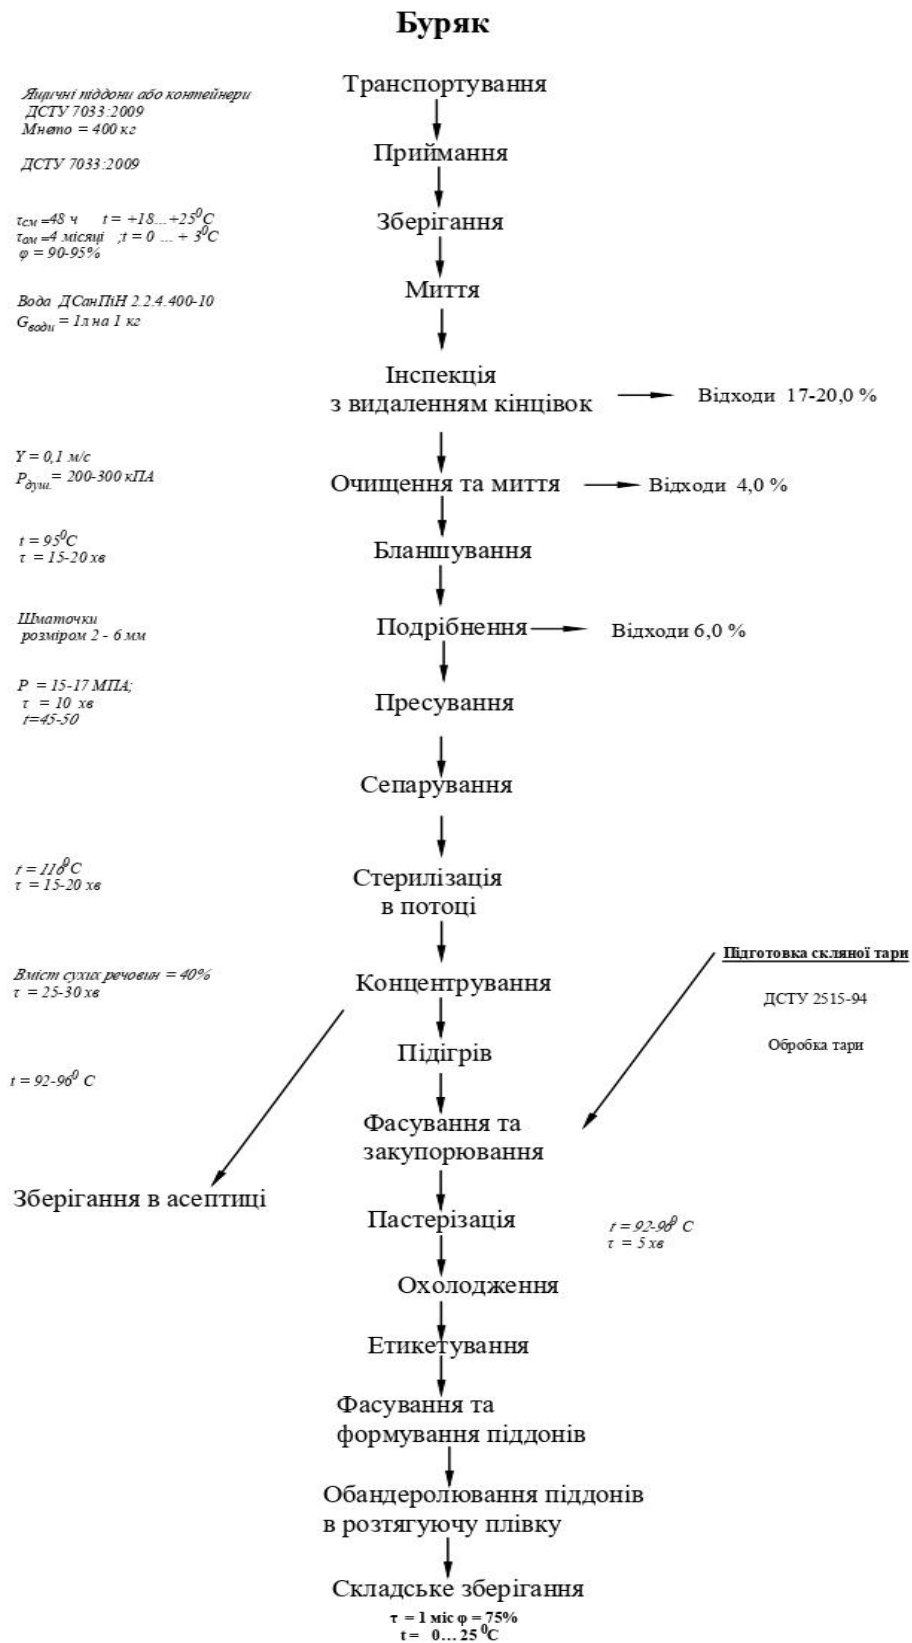 Буряк
Транспортування
Ящичні піддони або контейнери
ДСТУ 7033:2009
Мнето = 400 кг
Приймання
ДСТУ 7033:2009
Зберігання
τсм =48 ч t = +18...+25⁰С
τам =4 місяці ;t = 0 ... + 3⁰С
φ = 90-95%
Миття
Вода ДСанПіН 2.2.4.400-10
Gводи = 1л на 1 кг
Інспекція
з видаленням кінцівок
Відходи 17-20,0 %
Y = 0,1 м/с
Рдуш. = 200-300 кПА
Очищення та миття
Відходи 4,0 %
t = 95⁰С
τ = 15-20 хв
Бланшування
Шматочки
розміром 2 - 6 мм
Подрібнення
Відходи 6,0 %
Р = 15-17 МПА;
τ = 10 хв
t=45-50
Пресування
Сепарування
t = 118⁰С
τ = 15-20 хв
Стерилізація
в потоці
Підготовка скляної тари
ДСТУ 2515-94
Обробка тари
Вміст сухих речовин = 40%
τ = 25-30 хв
Концентрування
Підігрів
t = 92-96⁰ С
Фасування та
закупорювання
Зберігання в асептиці
Пастерізація
t = 92-98⁰ С
τ = 5 хв
Охолодження
Етикетування
Фасування та
формування піддонів
Обандеролювання піддонів
в розтягуючу плівку
Складське зберігання
τ = 1 міс φ = 75%
t = 0... 25 ⁰С